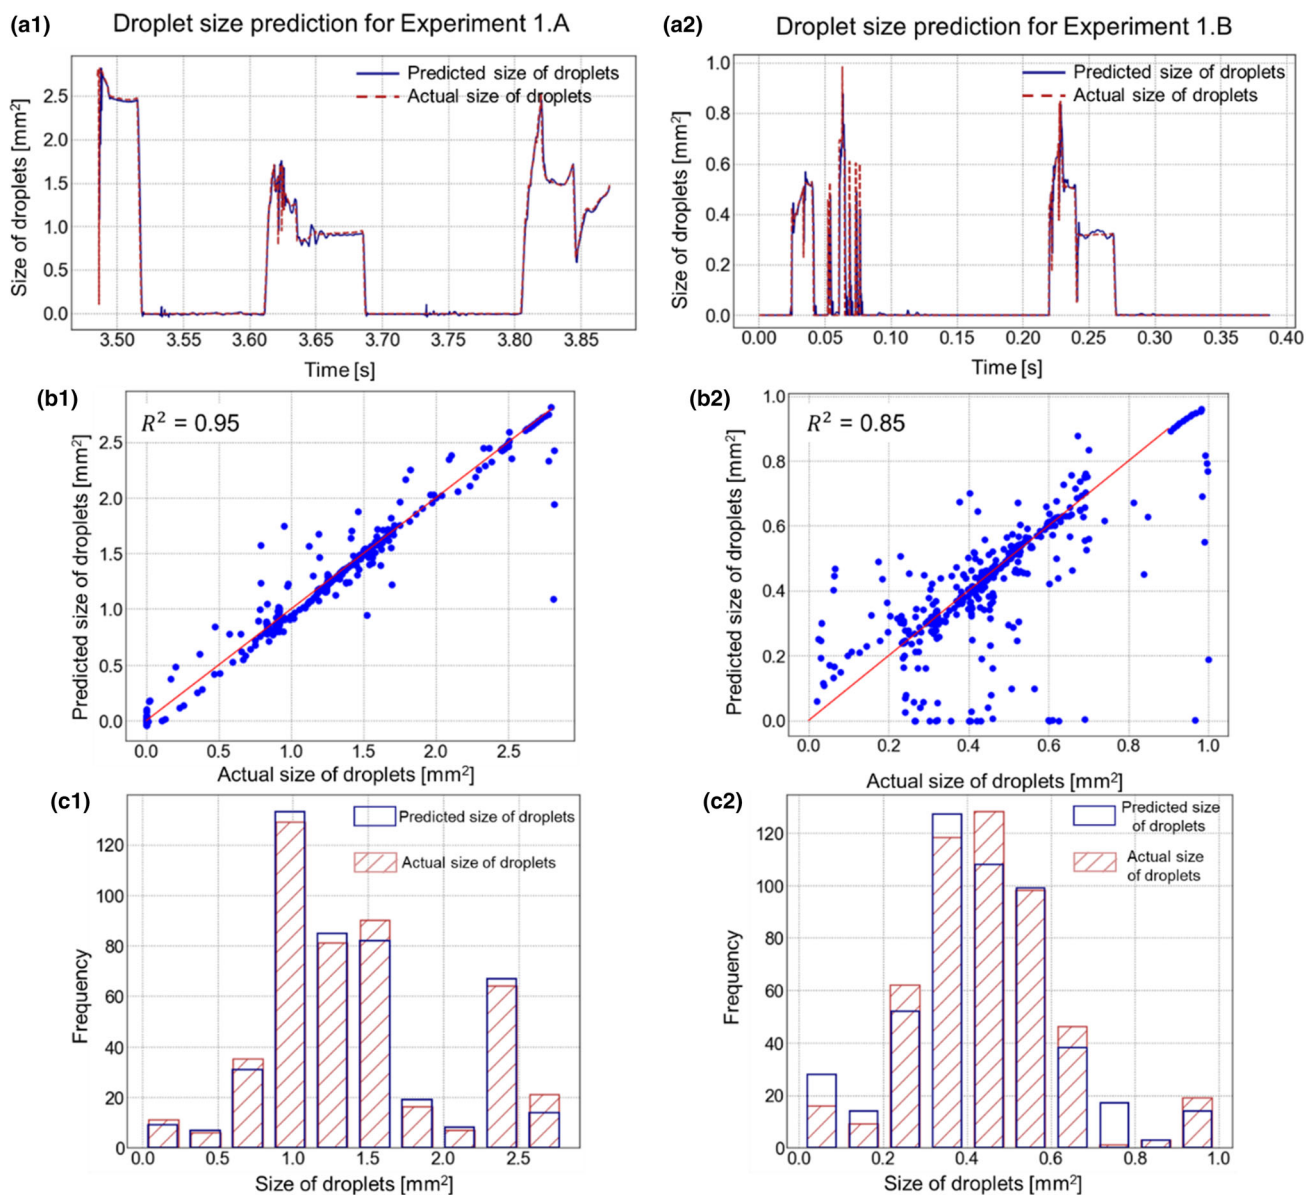 (a1) Droplet size prediction for Experiment 1.A
Predicted size of droplets
Actual size of droplets
Size of droplets [mm²]
2.5
2.0
1.5
1.0
0.5
0.0
3.50 3.55 3.60 3.65 3.70 3.75 3.80 3.85
Time [s]
(a2) Droplet size prediction for Experiment 1.B
Predicted size of droplets
Actual size of droplets
Size of droplets [mm²]
1.0
0.8
0.6
0.4
0.2
0.0
0.00 0.05 0.10 0.15 0.20 0.25 0.30 0.35 0.40
Time [s]
(b1)
R² = 0.95
Predicted size of droplets [mm²]
2.5
2.0
1.5
1.0
0.5
0.0
0.0 0.5 1.0 1.5 2.0 2.5
Actual size of droplets [mm²]
(b2)
R² = 0.85
Predicted size of droplets [mm²]
1.0
0.8
0.6
0.4
0.2
0.0
0.0 0.2 0.4 0.6 0.8 1.0
Actual size of droplets [mm²]
(c1)
Predicted size of droplets
Actual size of droplets
Frequency
120
100
80
60
40
20
0
0.0 0.5 1.0 1.5 2.0 2.5
Size of droplets [mm²]
(c2)
Predicted size
of droplets
Actual size
of droplets
Frequency
120
100
80
60
40
20
0
0.0 0.2 0.4 0.6 0.8 1.0
Size of droplets [mm²]